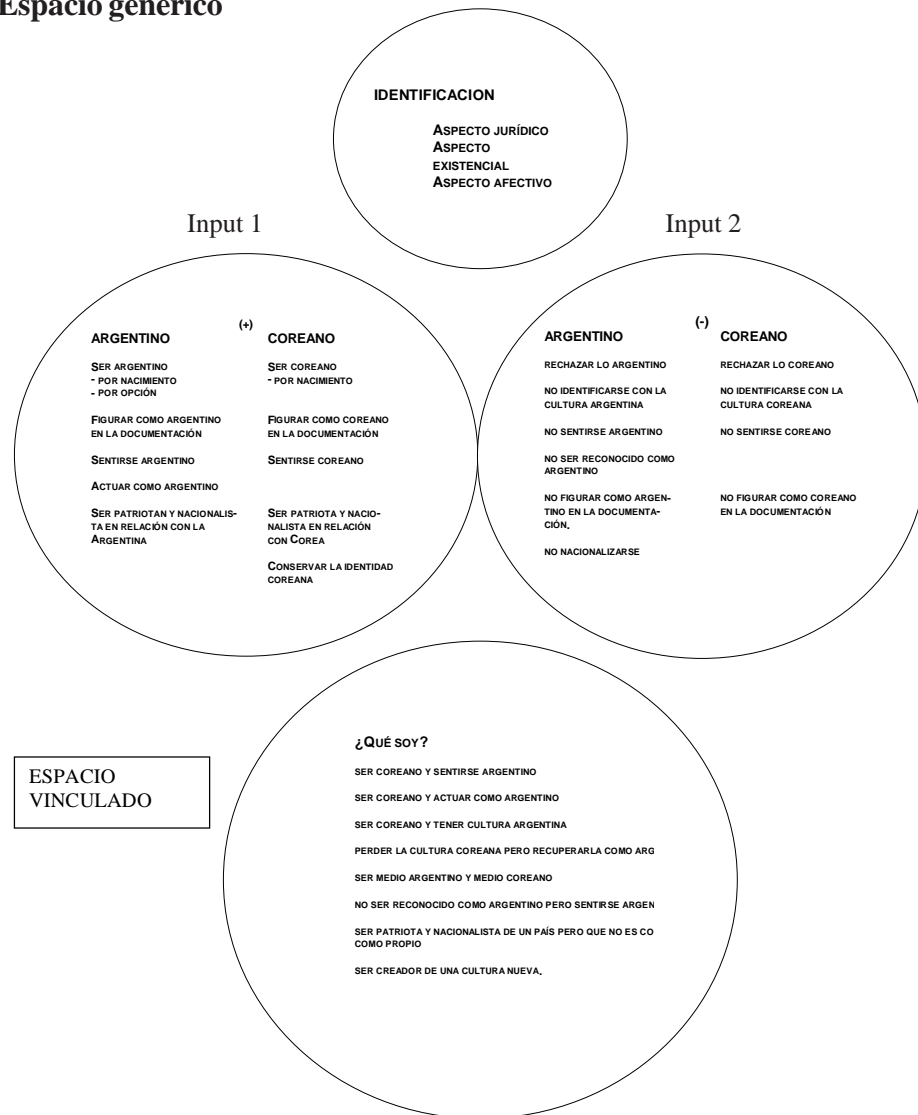 Espacio genérico
IDENTIFICACION
ASPECTO JURÍDICO
ASPECTO
EXISTENCIAL
ASPECTO AFECTIVO
Input 1
Input 2
(+)
ARGENTINO
SER ARGENTINO
- POR NACIMIENTO
- POR OPCIÓN
FIGURAR COMO ARGENTINO
EN LA DOCUMENTACIÓN
SENTIRSE ARGENTINO
ACTUAR COMO ARGENTINO
SER PATRIOTAN Y NACIONALIS-
TA EN RELACIÓN CON LA
ARGENTINA
COREANO
SER COREANO
- POR NACIMIENTO
FIGURAR COMO COREANO
EN LA DOCUMENTACIÓN
SENTIRSE COREANO
SER PATRIOTA Y NACIO-
NALISTA EN RELACIÓN
CON COREA
CONSERVAR LA IDENTIDAD
COREANA
(-)
ARGENTINO
RECHAZAR LO ARGENTINO
NO IDENTIFICARSE CON LA
CULTURA ARGENTINA
NO SENTIRSE ARGENTINO
NO SER RECONOCIDO COMO
ARGENTINO
NO FIGURAR COMO ARGEN-
TINO EN LA DOCUMENTA-
CIÓN.
NO NACIONALIZARSE
COREANO
RECHAZAR LO COREANO
NO IDENTIFICARSE CON LA
CULTURA COREANA
NO SENTIRSE COREANO
NO FIGURAR COMO COREANO
EN LA DOCUMENTACIÓN
ESPACIO
VINCULADO
¿QUÉ SOY?
SER COREANO Y SENTIRSE ARGENTINO
SER COREANO Y ACTUAR COMO ARGENTINO
SER COREANO Y TENER CULTURA ARGENTINA
PERDER LA CULTURA COREANA PERO RECUPERARLA COMO ARG
SER MEDIO ARGENTINO Y MEDIO COREANO
NO SER RECONOCIDO COMO ARGENTINO PERO SENTIRSE ARGEN
SER PATRIOTA Y NACIONALISTA DE UN PAÍS PERO QUE NO ES CO
COMO PROPIO
SER CREADOR DE UNA CULTURA NUEVA.